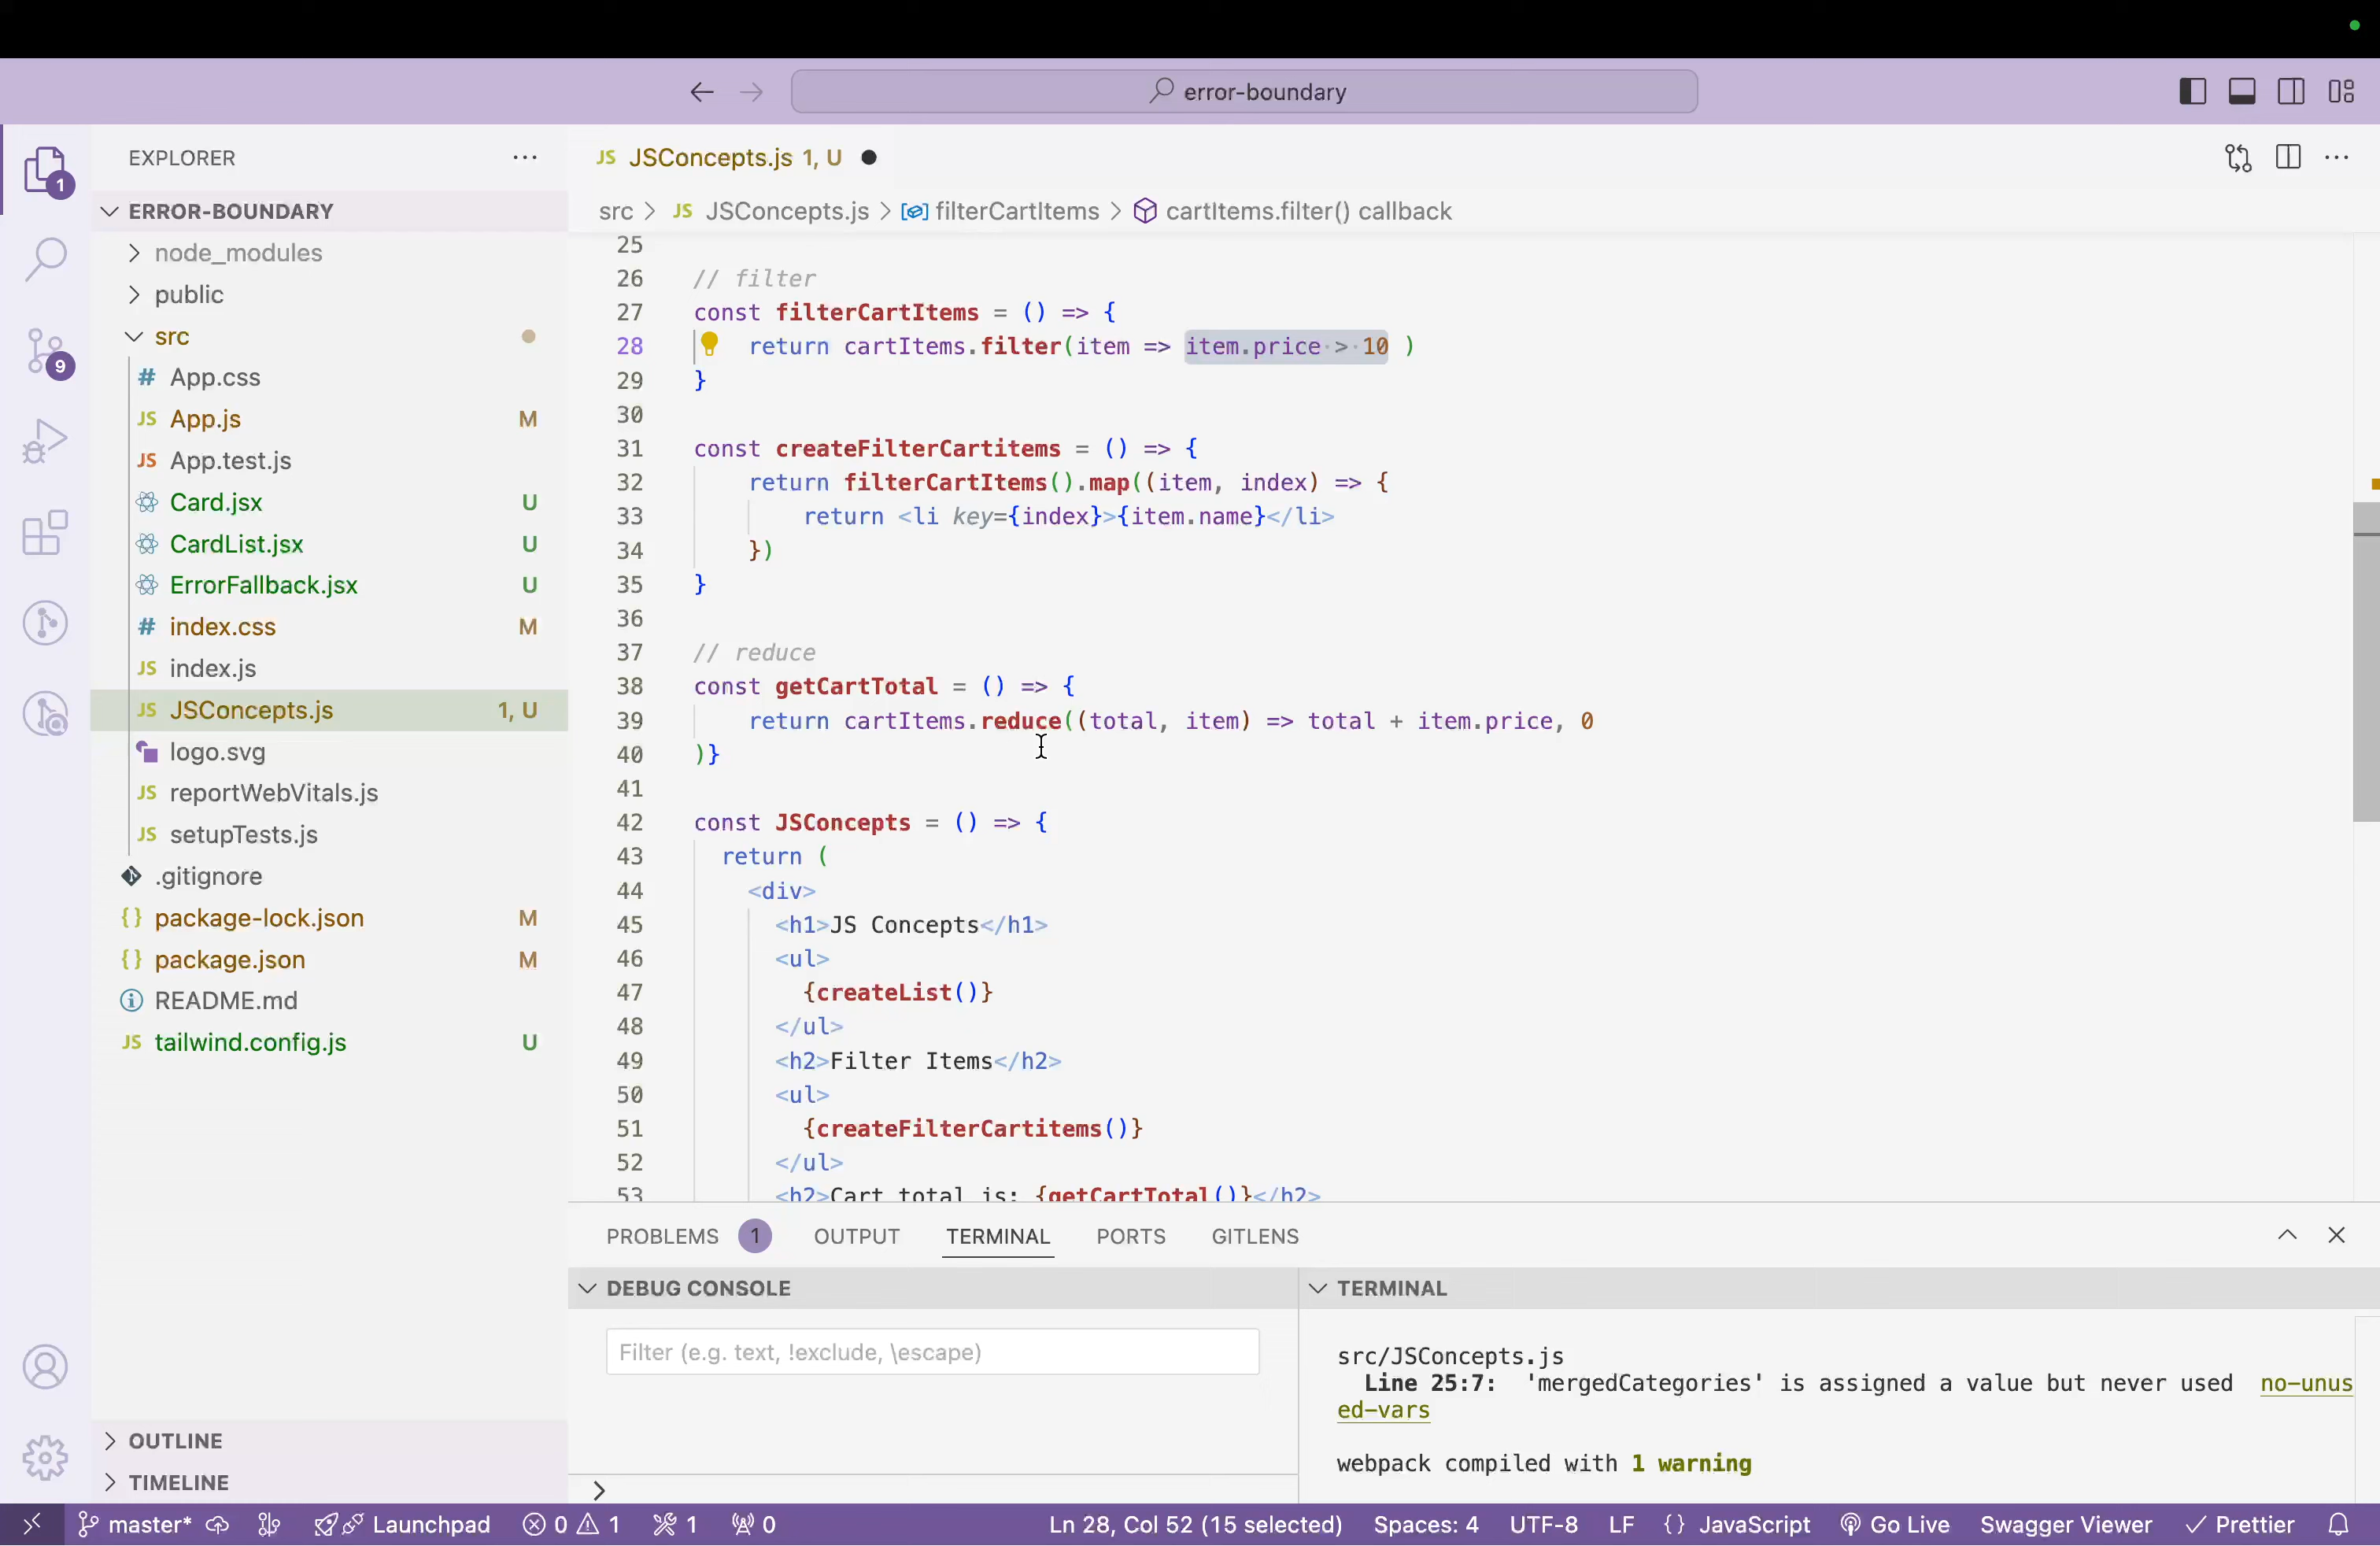 error-boundary
EXPLORER
ERROR-BOUNDARY
node_modules
public
src
# App.css
JS App.js M
JS App.test.js
Card.jsx U
CardList.jsx U
ErrorFallback.jsx U
# index.css M
JS index.js
JS JSConcepts.js 1, U
logo.svg
JS reportWebVitals.js
JS setupTests.js
.gitignore
{} package-lock.json M
{} package.json M
README.md
JS tailwind.config.js U
OUTLINE
TIMELINE
1
9
JS JSConcepts.js 1, U
src > JS JSConcepts.js > filterCartItems > cartItems.filter() callback
25
26 // filter
27 const filterCartItems = () => {
28 return cartItems.filter(item => item.price > 10 )
29 }
30
31 const createFilterCartitems = () => {
32 return filterCartItems().map((item, index) => {
33 return <li key={index}>{item.name}</li>
34 })
35 }
36
37 // reduce
38 const getCartTotal = () => {
39 return cartItems.reduce((total, item) => total + item.price, 0
40 )}
41
42 const JSConcepts = () => {
43 return (
44 <div>
45 <h1>JS Concepts</h1>
46 <ul>
47 {createList()}
48 </ul>
49 <h2>Filter Items</h2>
50 <ul>
51 {createFilterCartitems()}
52 </ul>
53 <h2>Cart total is: {getCartTotal()}</h2>
PROBLEMS 1 OUTPUT TERMINAL PORTS GITLENS
DEBUG CONSOLE
Filter (e.g. text, !exclude, \escape)
>
TERMINAL
src/JSConcepts.js
Line 25:7: 'mergedCategories' is assigned a value but never used no-unus
ed-vars
webpack compiled with 1 warning
master* Launchpad 0 1 1 0 Ln 28, Col 52 (15 selected) Spaces: 4 UTF-8 LF {} JavaScript Go Live Swagger Viewer Prettier